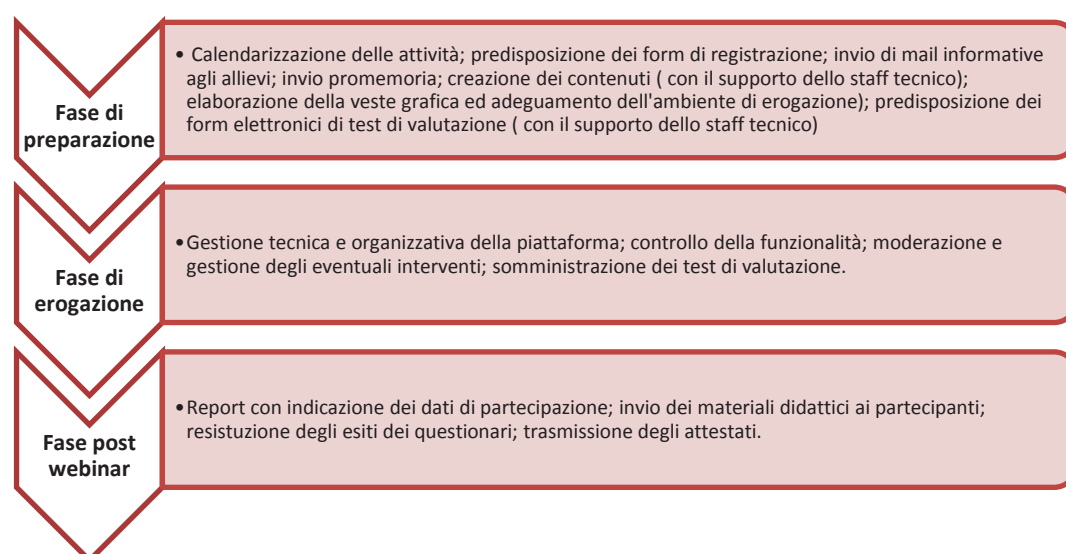 Fase di
preparazione
• Calendarizzazione delle attività; predisposizione dei form di registrazione; invio di mail informative
agli allievi; invio promemoria; creazione dei contenuti ( con il supporto dello staff tecnico);
elaborazione della veste grafica ed adeguamento dell'ambiente di erogazione); predisposizione dei
form elettronici di test di valutazione ( con il supporto dello staff tecnico)
Fase di
erogazione
•Gestione tecnica e organizzativa della piattaforma; controllo della funzionalità; moderazione e
gestione degli eventuali interventi; somministrazione dei test di valutazione.
Fase post
webinar
•Report con indicazione dei dati di partecipazione; invio dei materiali didattici ai partecipanti;
resistuzione degli esiti dei questionari; trasmissione degli attestati.